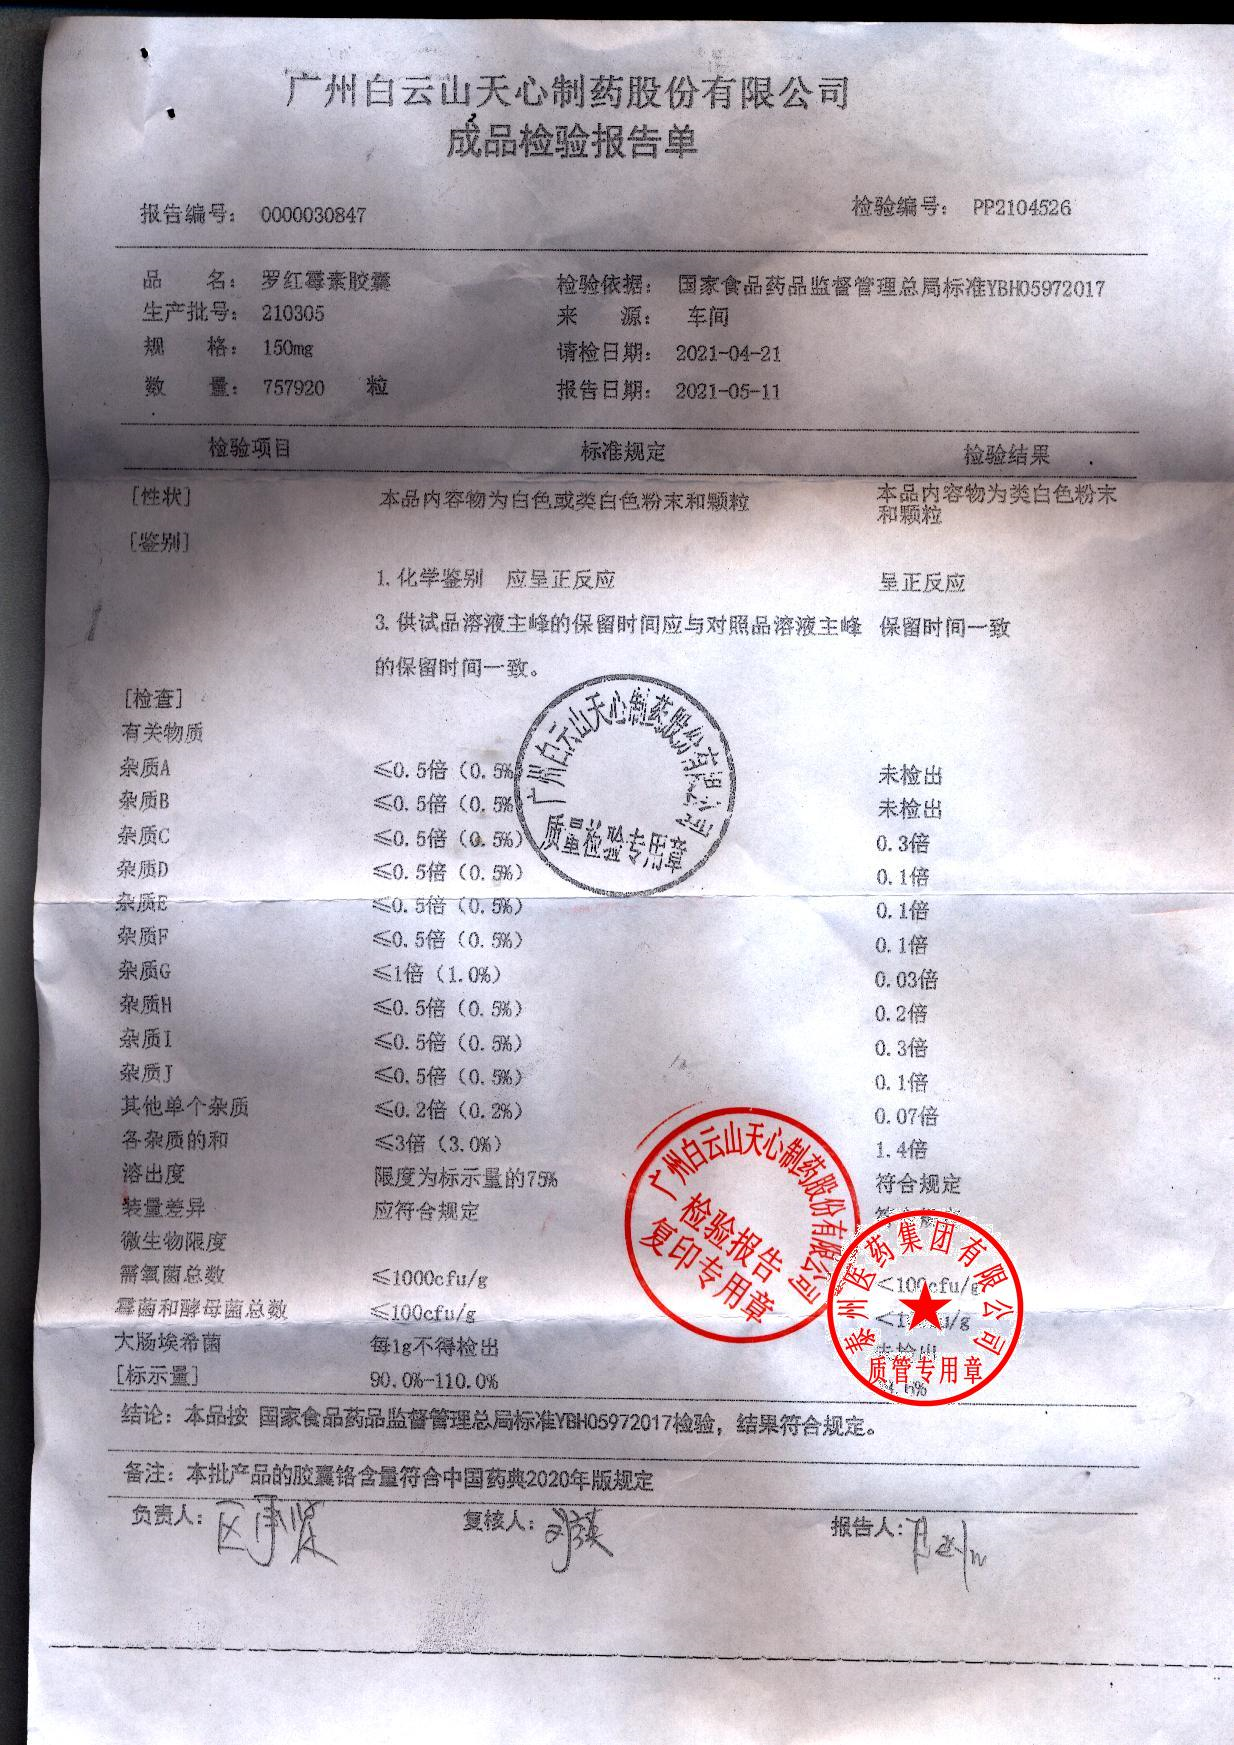 广州白云山天心制药股份有限公司
成品检验报告单
报告编号： 0000030847 检验编号： PP2104526
品 名： 罗红霉素胶囊 检验依据： 国家食品药品监督管理总局标准YBH05972017
生产批号： 210305 来 源： 车间
规 格： 150mg 请检日期： 2021-04-21
数 量： 757920 粒 报告日期： 2021-05-11
检验项目 标准规定 检验结果
[性状] 本品内容物为白色或类白色粉末和颗粒 本品内容物为类白色粉末
和颗粒
[鉴别]
1.化学鉴别 应呈正反应 呈正反应
3.供试品溶液主峰的保留时间应与对照品溶液主峰 保留时间一致
的保留时间一致。
[检查]
有关物质
杂质A ≤0.5倍（0.5% 未检出
杂质B ≤0.5倍（0.5% 未检出
杂质C ≤0.5倍（0.5%） 0.3倍
杂质D ≤0.5倍（0.5%） 0.1倍
杂质E ≤0.5倍（0.5%） 0.1倍
杂质F ≤0.5倍（0.5%） 0.1倍
杂质G ≤1倍（1.0%） 0.03倍
杂质H ≤0.5倍（0.5%） 0.2倍
杂质I ≤0.5倍（0.5%） 0.3倍
杂质J ≤0.5倍（0.5%） 0.1倍
其他单个杂质 ≤0.2倍（0.2%） 0.07倍
各杂质的和 ≤3倍（3.0%） 1.4倍
溶出度 限度为标示量的75% 符合规定
装量差异 应符合规定
微生物限度
需氧菌总数 ≤1000cfu/g <100cfu/g
霉菌和酵母菌总数 ≤100cfu/g
大肠埃希菌 每1g不得检出 未检出
[标示量] 90.0%-110.0%
结论：本品按 国家食品药品监督管理总局标准YBH05972017检验，结果符合规定。
备注：本批产品的胶囊铬含量符合中国药典2020年版规定
负责人： 复核人： 报告人：
广州白云山天心制药股份有限公司
质量检验专用章
广州白云山天心制药股份有限公司
检验报告
复印专用章
泰州医药集团有限公司
质管专用章